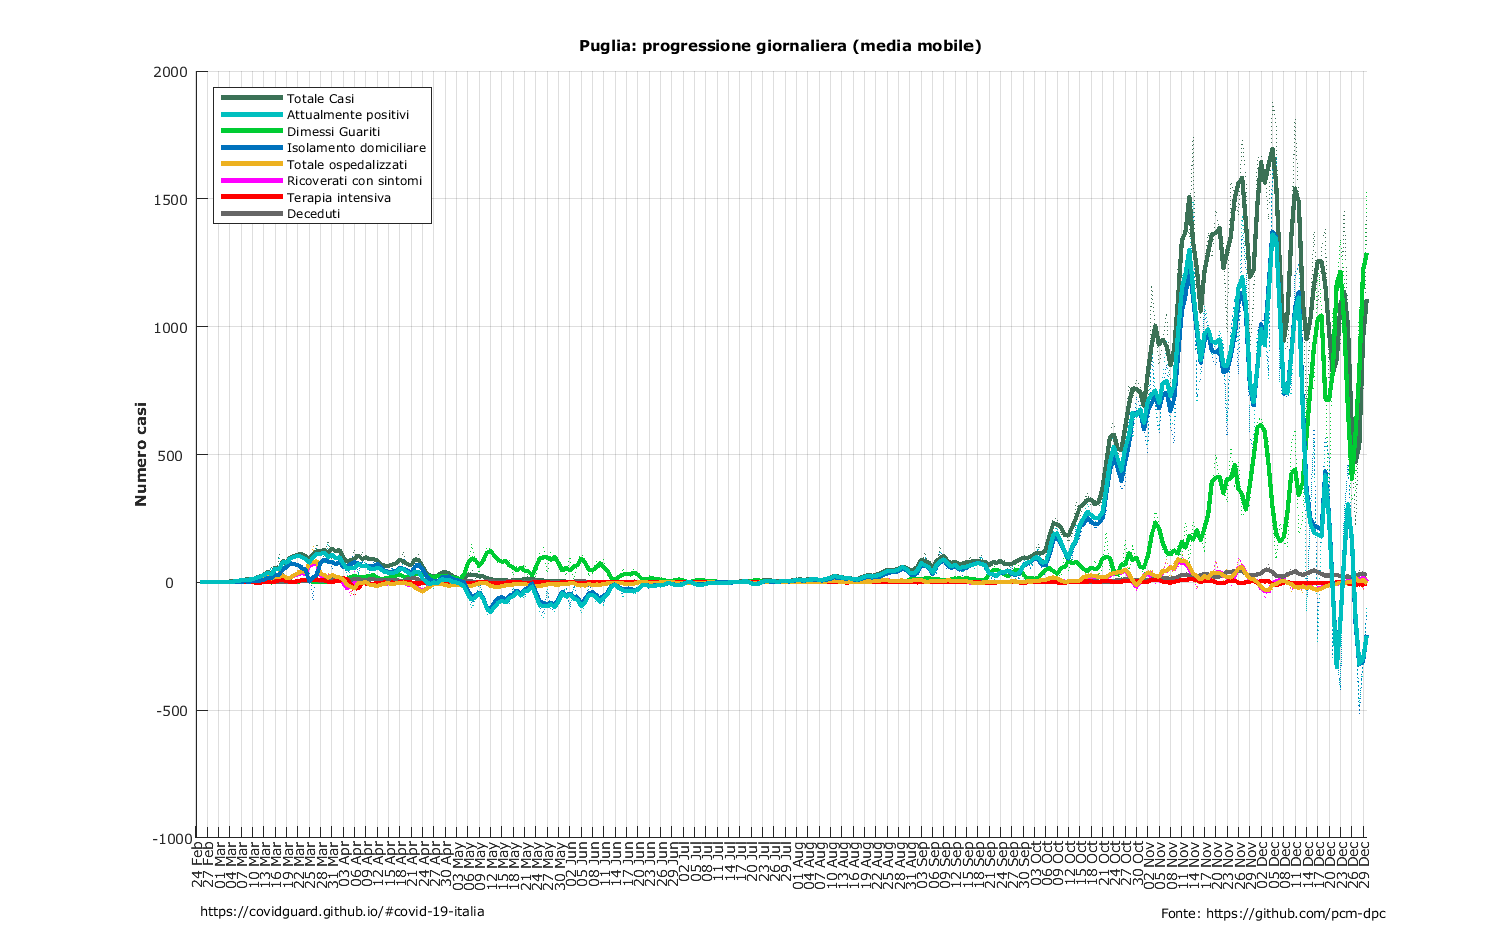 Puglia: progressione giornaliera (media mobile)
2000
1500
1000
500
0
-500
-1000
Numero casi
Totale Casi
Attualmente positivi
Dimessi Guariti
Isolamento domiciliare
Totale ospedalizzati
Ricoverati con sintomi
Terapia intensiva
Deceduti
24 Feb
27 Feb
01 Mar
04 Mar
07 Mar
10 Mar
13 Mar
16 Mar
19 Mar
22 Mar
25 Mar
28 Mar
31 Mar
03 Apr
06 Apr
09 Apr
12 Apr
15 Apr
18 Apr
21 Apr
24 Apr
27 Apr
30 Apr
03 May
06 May
09 May
12 May
15 May
18 May
21 May
24 May
27 May
30 May
02 Jun
05 Jun
08 Jun
11 Jun
14 Jun
17 Jun
20 Jun
23 Jun
26 Jun
29 Jun
02 Jul
05 Jul
08 Jul
11 Jul
14 Jul
17 Jul
20 Jul
23 Jul
26 Jul
29 Jul
01 Aug
04 Aug
07 Aug
10 Aug
13 Aug
16 Aug
19 Aug
22 Aug
25 Aug
28 Aug
31 Aug
03 Sep
06 Sep
09 Sep
12 Sep
15 Sep
18 Sep
21 Sep
24 Sep
27 Sep
30 Sep
03 Oct
06 Oct
09 Oct
12 Oct
15 Oct
18 Oct
21 Oct
24 Oct
27 Oct
30 Oct
02 Nov
05 Nov
08 Nov
11 Nov
14 Nov
17 Nov
20 Nov
23 Nov
26 Nov
29 Nov
02 Dec
05 Dec
08 Dec
11 Dec
14 Dec
17 Dec
20 Dec
23 Dec
26 Dec
29 Dec
https://covidguard.github.io/#covid-19-italia
Fonte: https://github.com/pcm-dpc